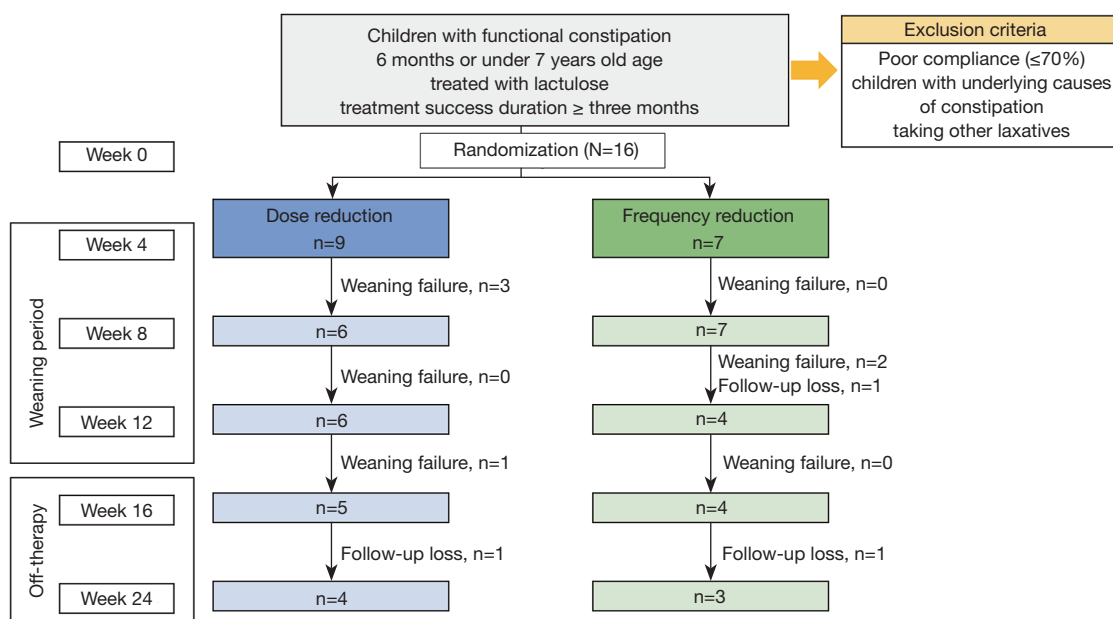 Children with functional constipation
6 months or under 7 years old age
treated with lactulose
treatment success duration ≥ three months
Exclusion criteria
Poor compliance (≤70%)
children with underlying causes
of constipation
taking other laxatives
Week 0
Randomization (N=16)
Weaning period
Week 4
Dose reduction
n=9
Frequency reduction
n=7
Weaning failure, n=3
Weaning failure, n=0
Week 8
n=6
n=7
Weaning failure, n=0
Weaning failure, n=2
Follow-up loss, n=1
Week 12
n=6
n=4
Weaning failure, n=1
Weaning failure, n=0
Off-therapy
Week 16
n=5
n=4
Follow-up loss, n=1
Follow-up loss, n=1
Week 24
n=4
n=3